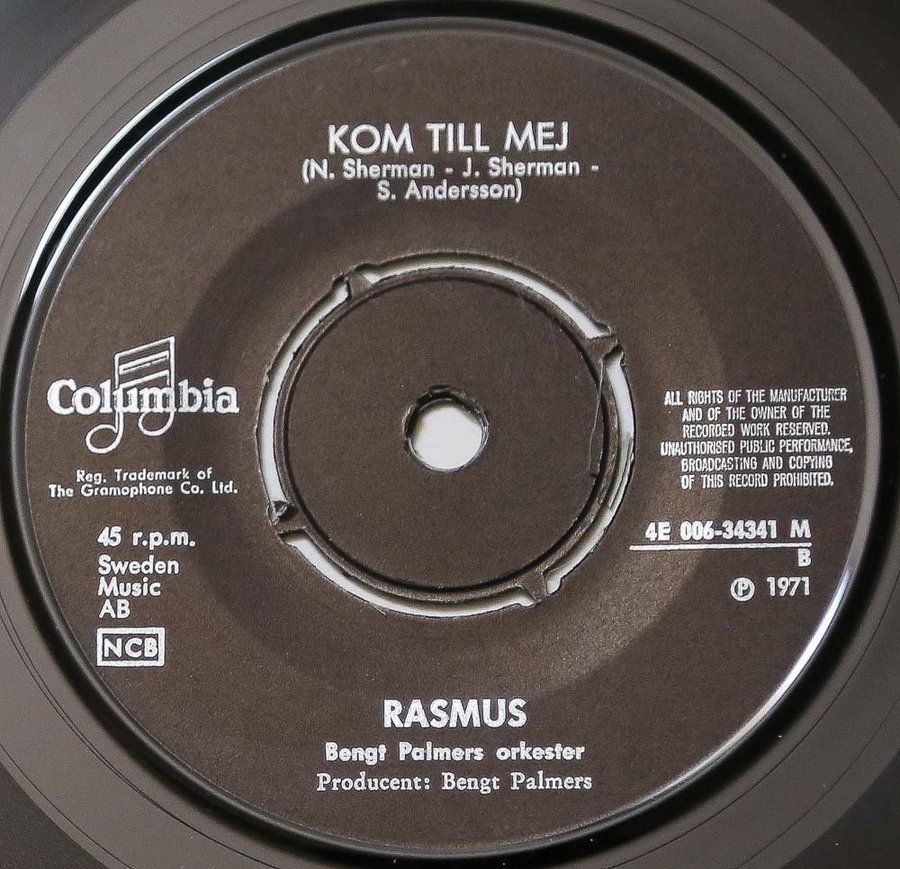 KOM TILL MEJ
(N. Sherman - J. Sherman -
S. Andersson)
Columbia
Reg. Trademark of
The Gramophone Co. Ltd.
45 r.p.m.
Sweden
Music
AB
NCB
ALL RIGHTS OF THE MANUFACTURER
AND OF THE OWNER OF THE
RECORDED WORK RESERVED.
UNAUTHORISED PUBLIC PERFORMANCE,
BROADCASTING AND COPYING
OF THIS RECORD PROHIBITED.
4E 006-34341 M
B
℗ 1971
RASMUS
Bengt Palmers orkester
Producent: Bengt Palmers